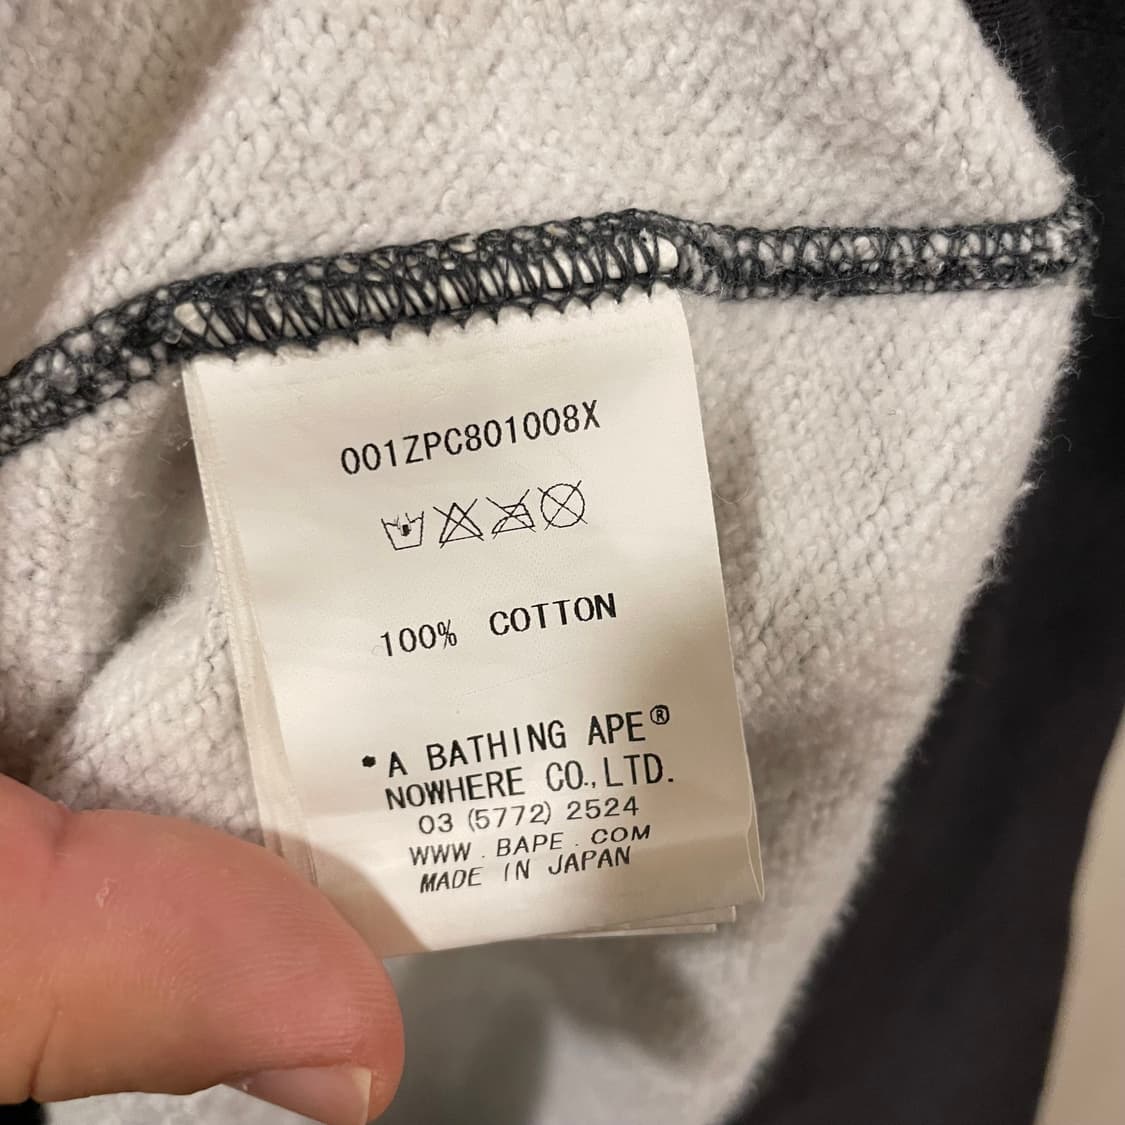 001ZPC801008X
100% COTTON
*A BATHING APE®
NOWHERE CO.,LTD.
03 (5772) 2524
WWW . BAPE . COM
MADE IN JAPAN